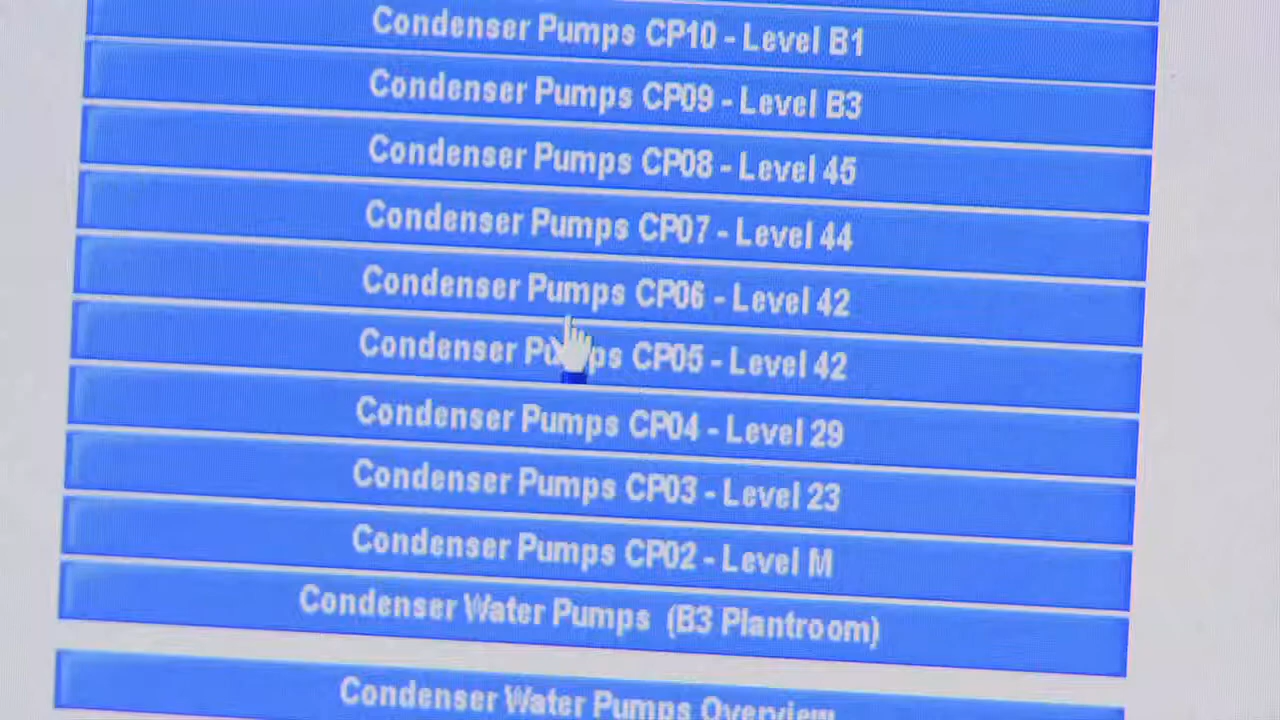 Condenser Pumps CP10 - Level B1
Condenser Pumps CP09 - Level B3
Condenser Pumps CP08 - Level 45
Condenser Pumps CP07 - Level 44
Condenser Pumps CP06 - Level 42
Condenser Pumps CP05 - Level 42
Condenser Pumps CP04 - Level 29
Condenser Pumps CP03 - Level 23
Condenser Pumps CP02 - Level M
Condenser Water Pumps (B3 Plantroom)
Condenser Water Pumps Overview